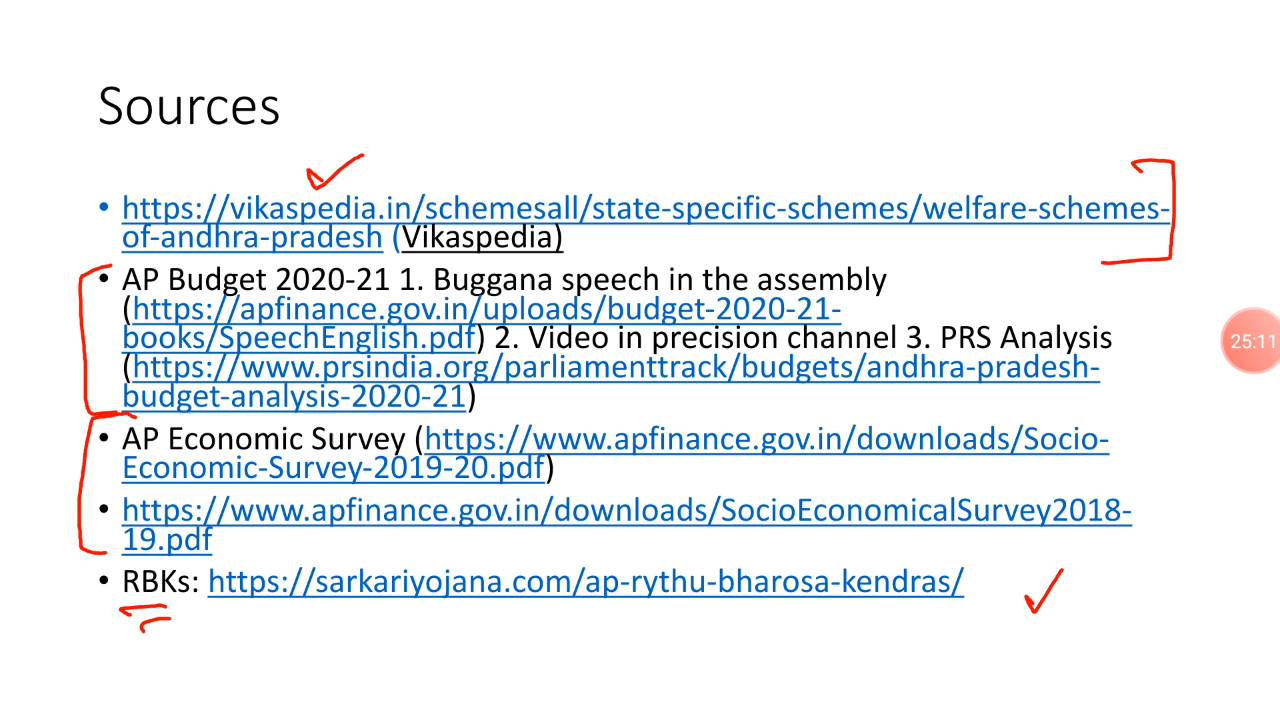 Sources
• https://vikaspedia.in/schemesall/state-specific-schemes/welfare-schemes-
of-andhra-pradesh (Vikaspedia)
• AP Budget 2020-21 1. Buggana speech in the assembly
(https://apfinance.gov.in/uploads/budget-2020-21-
books/SpeechEnglish.pdf) 2. Video in precision channel 3. PRS Analysis
(https://www.prsindia.org/parliamenttrack/budgets/andhra-pradesh-
budget-analysis-2020-21)
• AP Economic Survey (https://www.apfinance.gov.in/downloads/Socio-
Economic-Survey-2019-20.pdf)
• https://www.apfinance.gov.in/downloads/SocioEconomicalSurvey2018-
19.pdf
• RBKs: https://sarkariyojana.com/ap-rythu-bharosa-kendras/
25:11